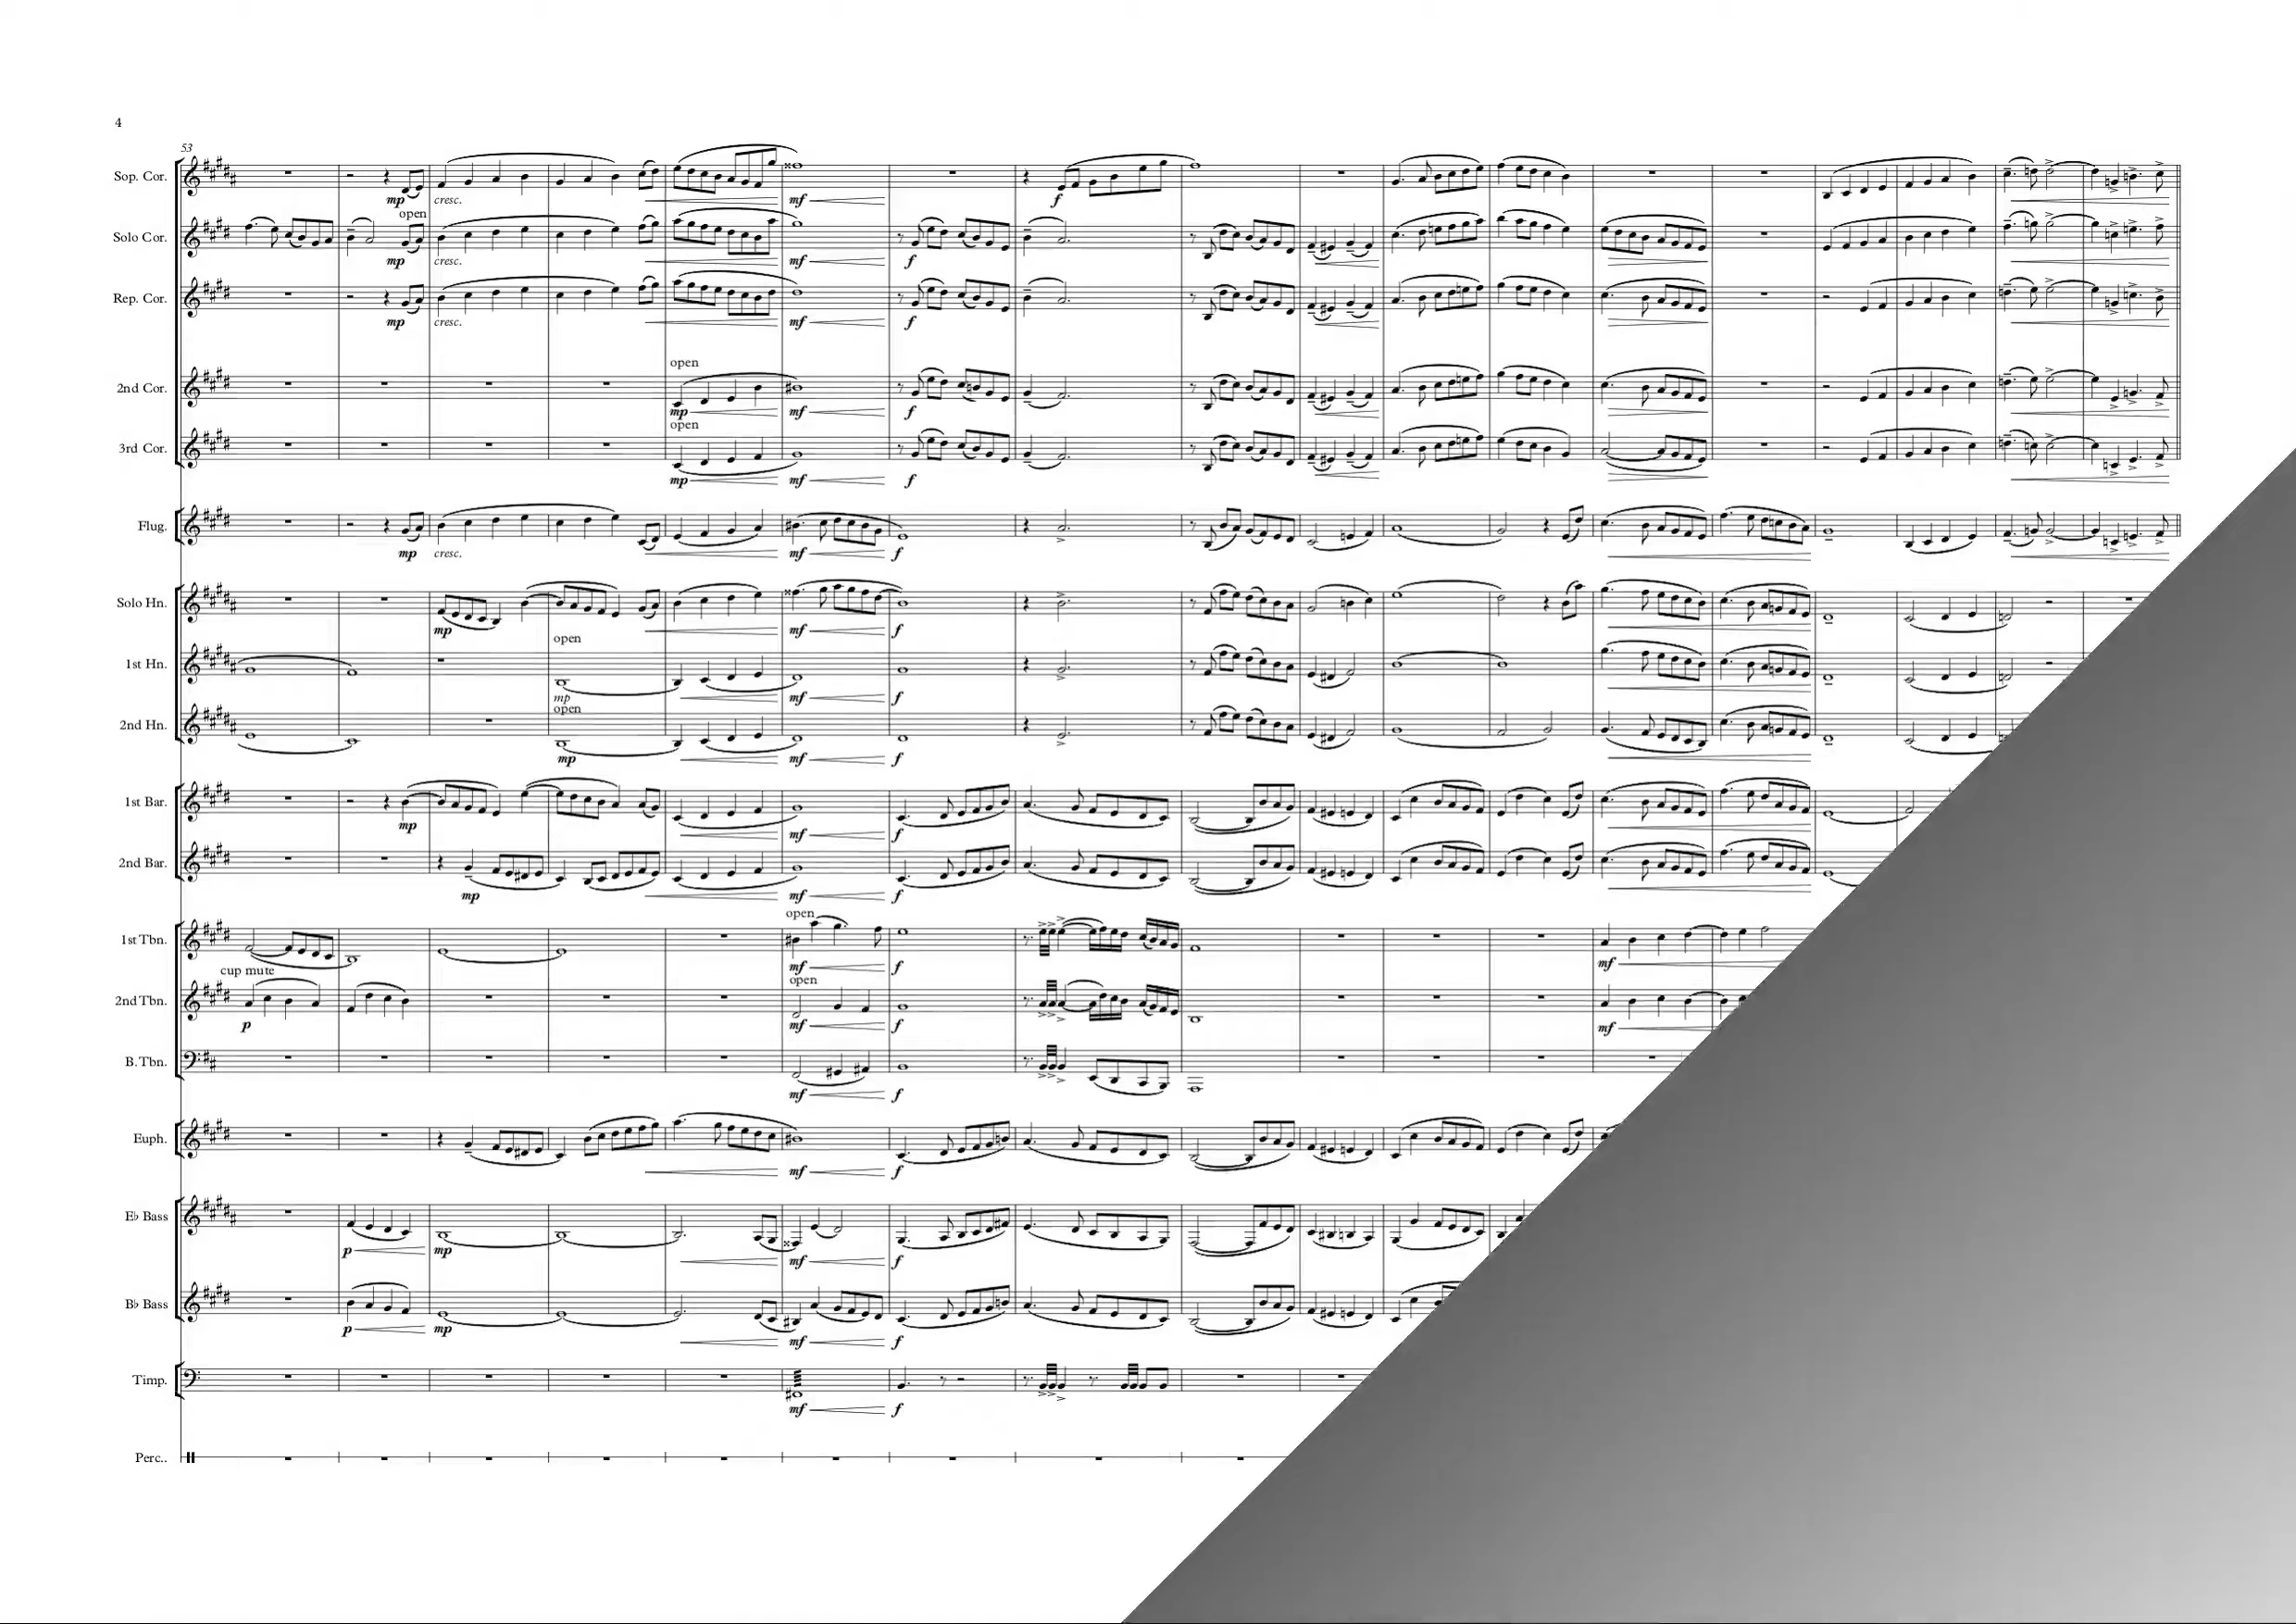 4
53
Sop. Cor.
mp cresc. mf f
open
Solo Cor.
mp cresc. mf f
Rep. Cor.
mp cresc. mf f
open
2nd Cor.
mp mf f
open
3rd Cor.
mp mf f
Flug.
mp cresc. mf f
Solo Hn.
mp mf f
open
1st Hn.
mp mf f
open
2nd Hn.
mp mf f
1st Bar.
mp mf f
2nd Bar.
mp mf f
open
1st Tbn.
mf f mf
cup mute open
2nd Tbn.
p mf f mf
B. Tbn.
mf f
Euph.
mf f
E♭ Bass
p mp mf f
B♭ Bass
p mp mf f
Timp.
mf f
Perc..